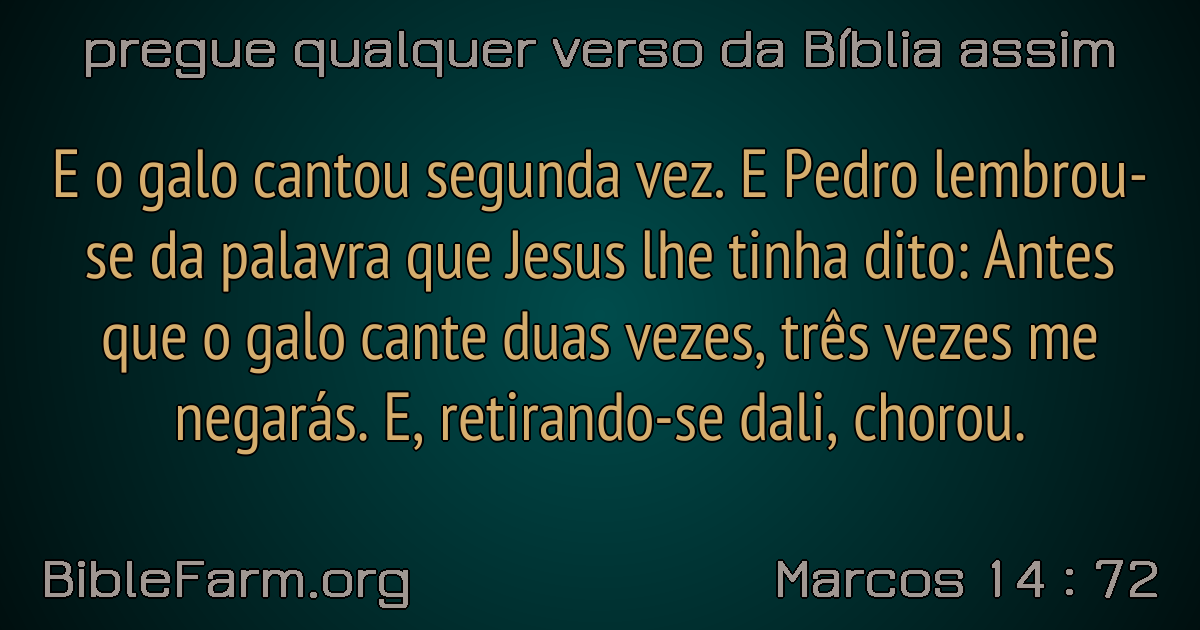 pregue qualquer verso da Bíblia assim
E o galo cantou segunda vez. E Pedro lembrou-
se da palavra que Jesus lhe tinha dito: Antes
que o galo cante duas vezes, três vezes me
negarás. E, retirando-se dali, chorou.
BibleFarm.org
Marcos 14 : 72